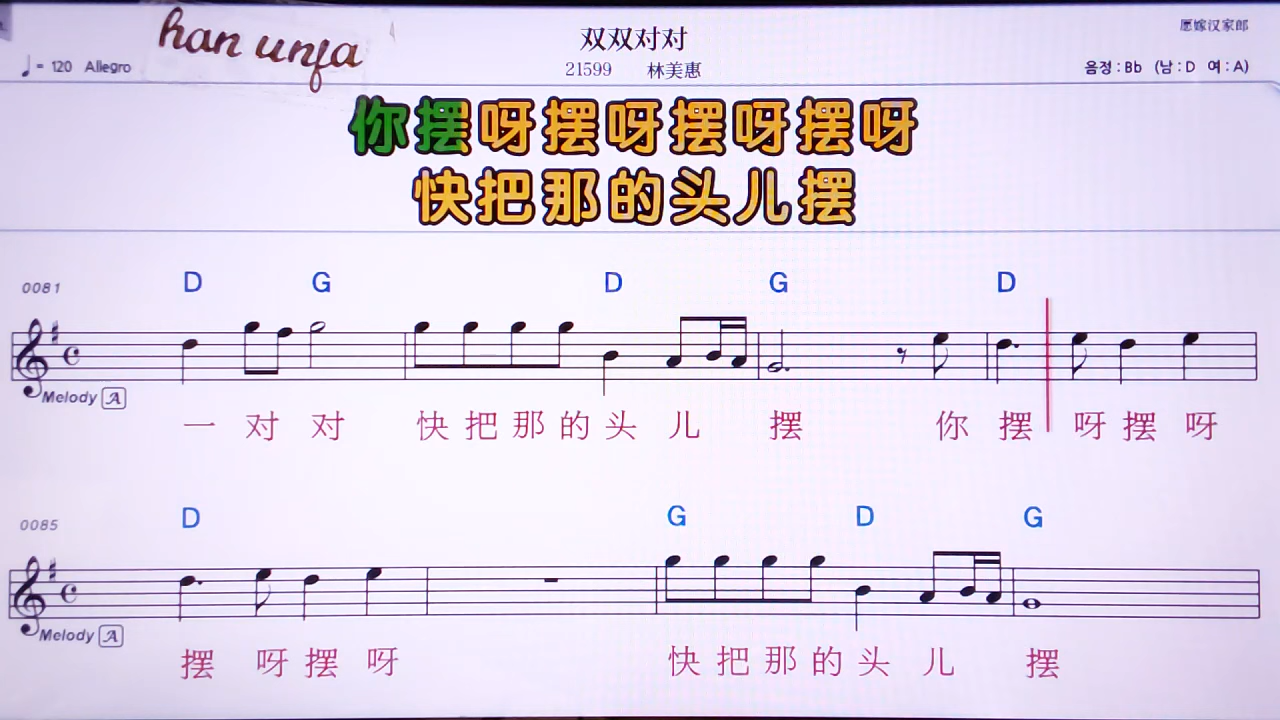 han unfa
双双对对
愿嫁汉家郎
♩= 120 Allegro
21599 林美惠
음정 : Bb (남 : D 여 : A)
你摆呀摆呀摆呀摆呀
快把那的头儿摆
0081 D G D G D
Melody A
一 对 对 快 把 那 的 头 儿 摆 你 摆 呀 摆 呀
0085 D G D G
Melody A
摆 呀 摆 呀 快 把 那 的 头 儿 摆